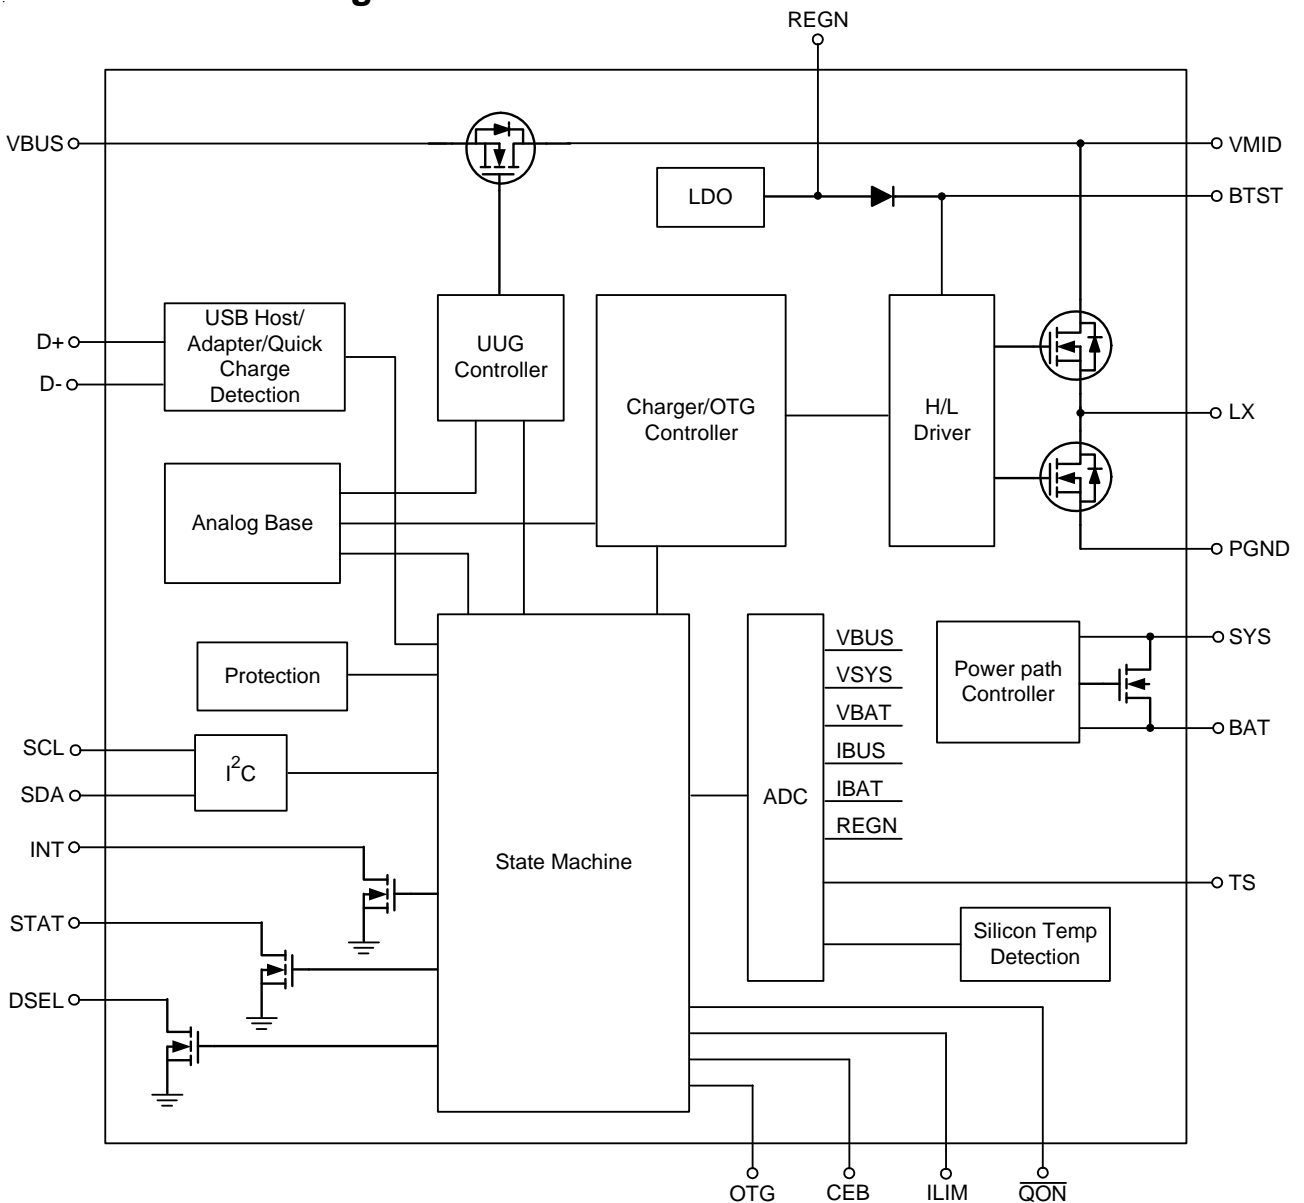 REGN
VBUS
VMID
LDO
BTST
USB Host/
Adapter/Quick
Charge
Detection
D+
D-
UUG
Controller
Charger/OTG
Controller
H/L
Driver
LX
Analog Base
PGND
Protection
VBUS
VSYS
VBAT
IBUS
IBAT
REGN
Power path
Controller
SYS
BAT
SCL
SDA
I2C
ADC
INT
State Machine
TS
STAT
Silicon Temp
Detection
DSEL
OTG
CEB
ILIM
QON